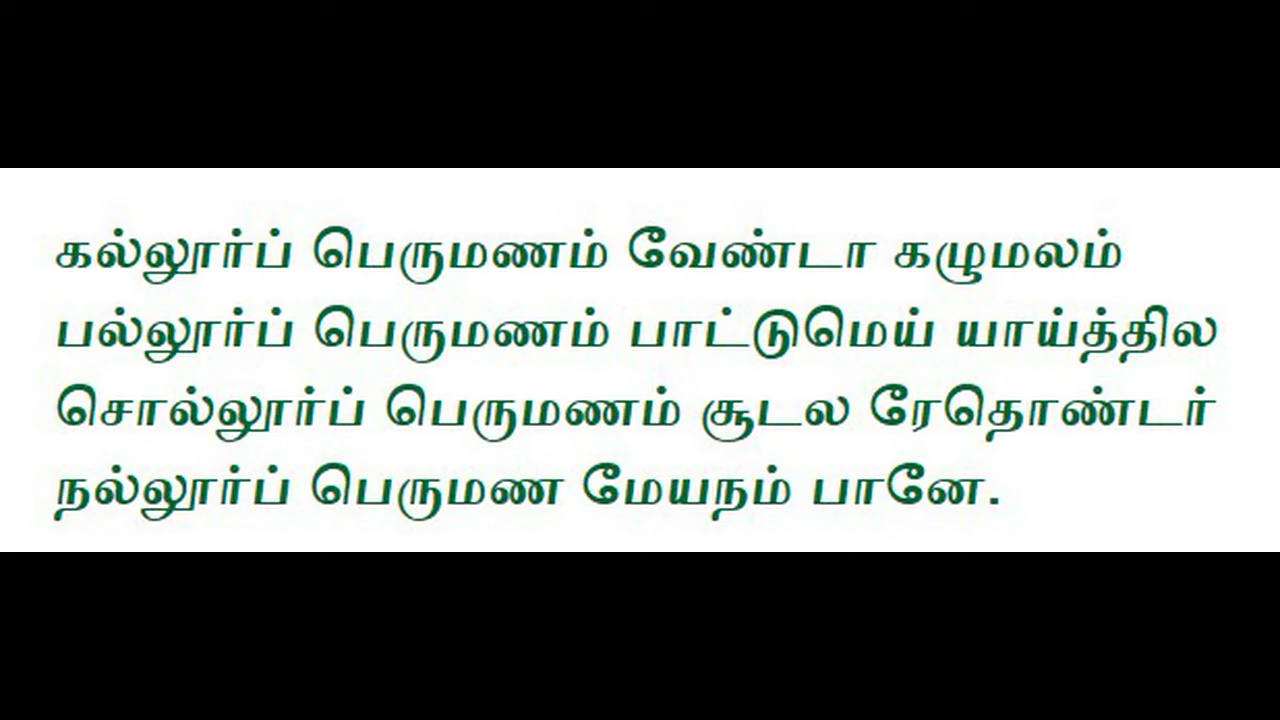 கல்லூர்ப் பெருமணம் வேண்டா கழுமலம்
பல்லூர்ப் பெருமணம் பாட்டுமெய் யாய்த்தில
சொல்லூர்ப் பெருமணம் சூடல ரேதொண்டர்
நல்லூர்ப் பெருமண மேயநம் பானே.